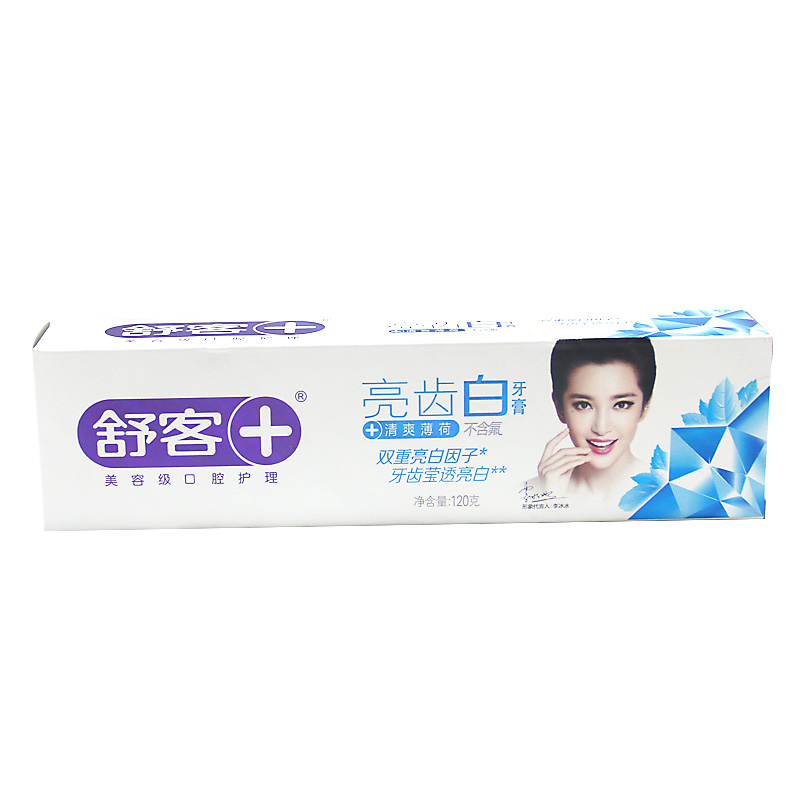 舒客
®
美容级口腔护理
亮齿白牙膏
清爽薄荷 不含氟
双重亮白因子*
牙齿莹透亮白**
净含量:120克
形象代言人:李冰冰
舒客